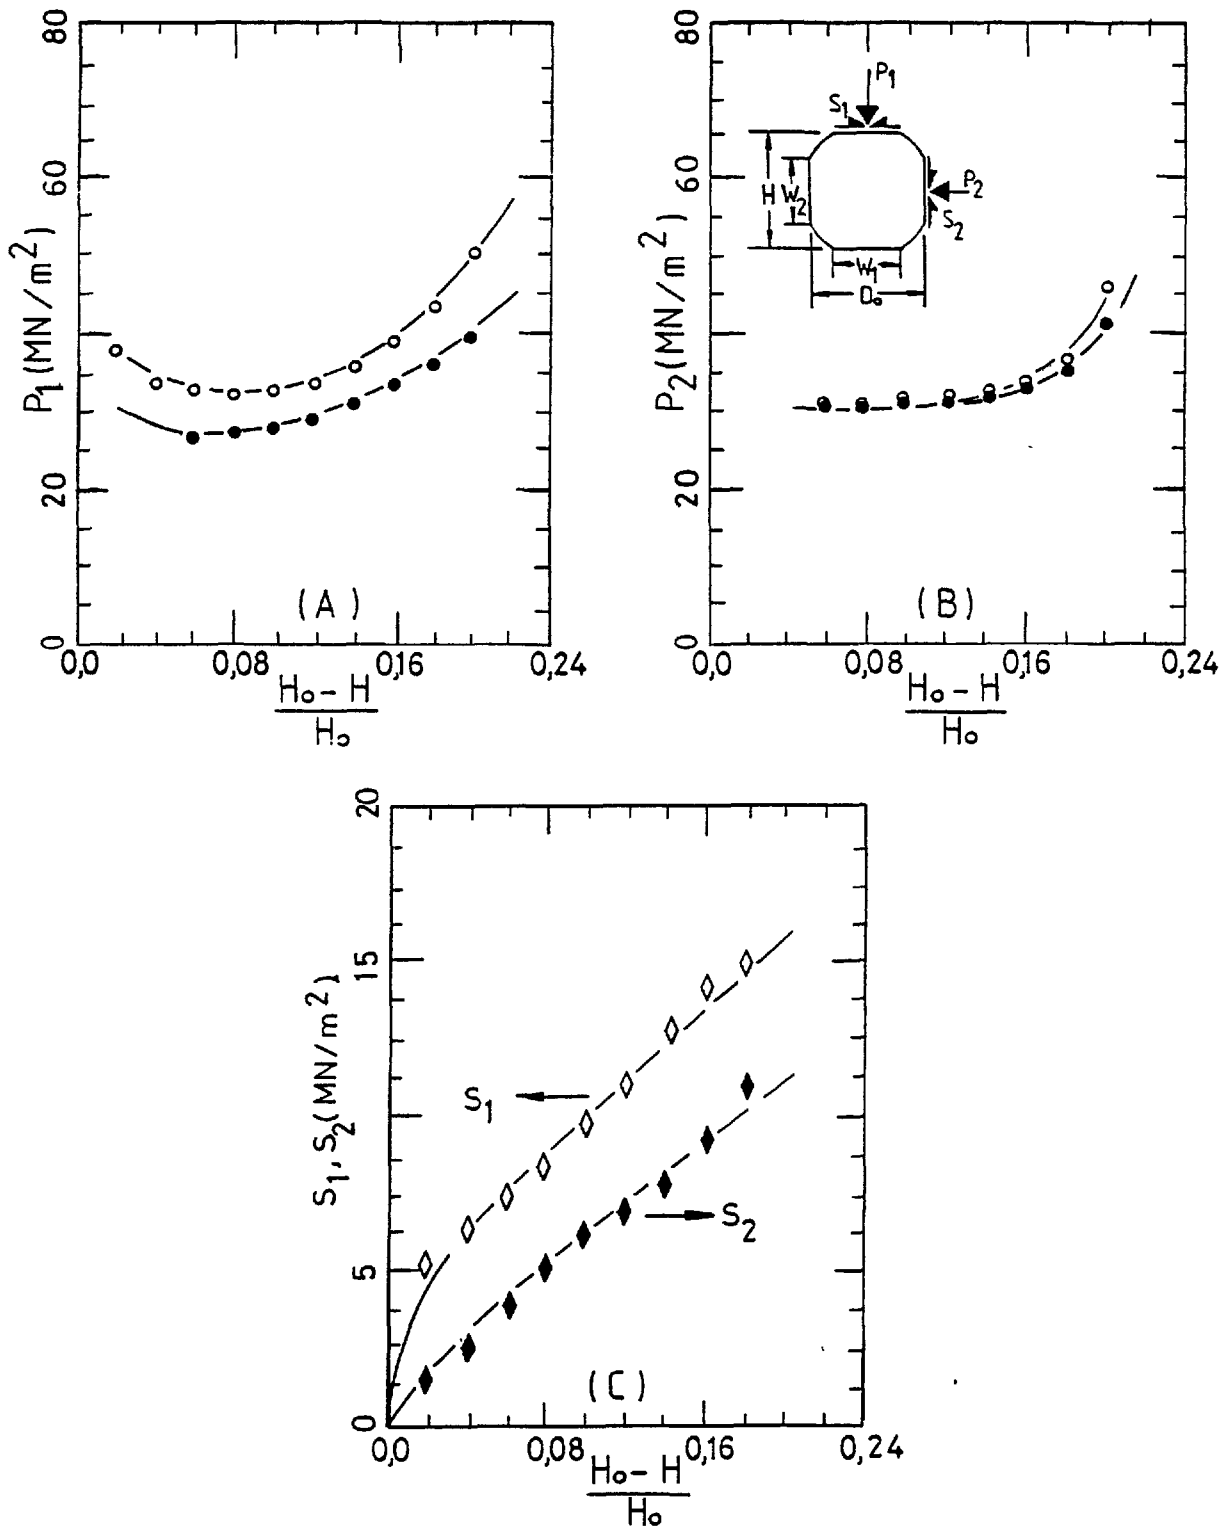 80
60
20
0
P1 (MN/m2)
(A)
0,0 0,08 0,16 0,24
Ho - H
Ho
80
60
20
0
P2 (MN/m2)
P1
S1
H
W2
P2
S2
W1
Do
(B)
0,0 0,08 0,16 0,24
Ho - H
Ho
20
15
5
0
S1, S2 (MN/m2)
S1
S2
(C)
0,0 0,08 0,16 0,24
Ho - H
Ho